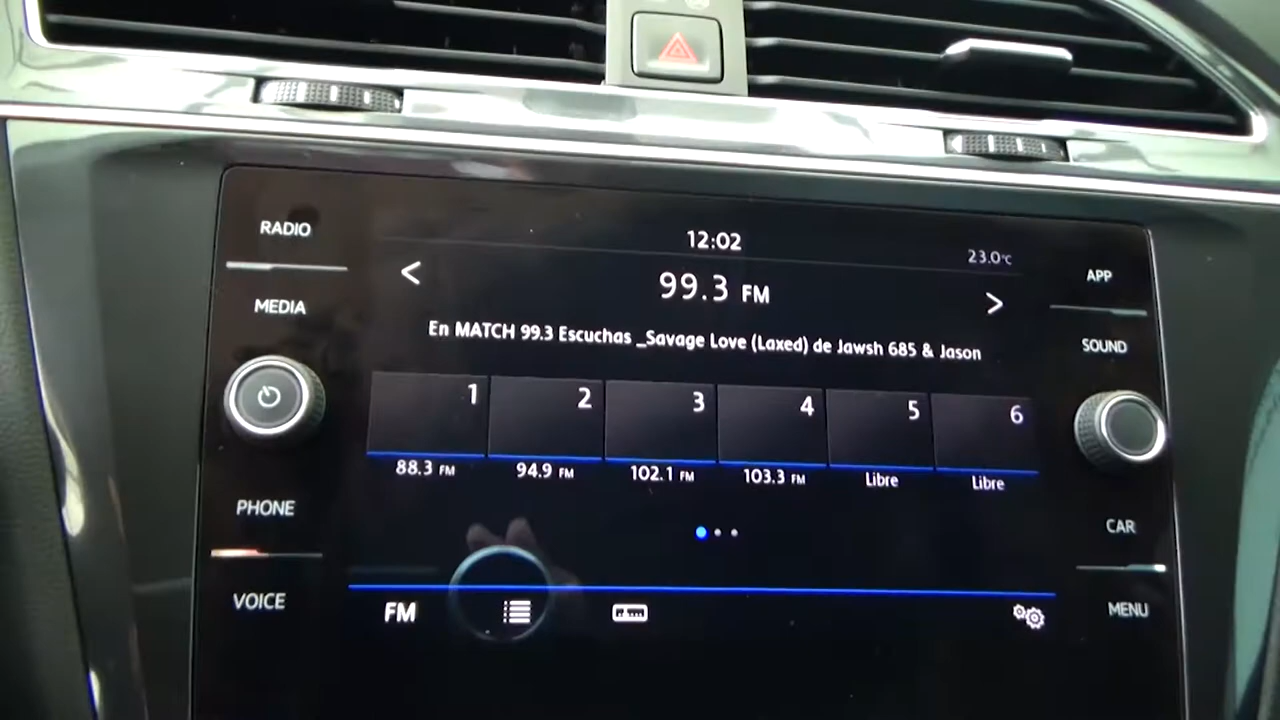 RADIO
MEDIA
PHONE
VOICE
12:02
23.0°C
<
99.3 FM
>
En MATCH 99.3 Escuchas _Savage Love (Laxed) de Jawsh 685 & Jason
1 2 3 4 5 6
88.3 FM 94.9 FM 102.1 FM 103.3 FM Libre Libre
FM
APP
SOUND
CAR
MENU